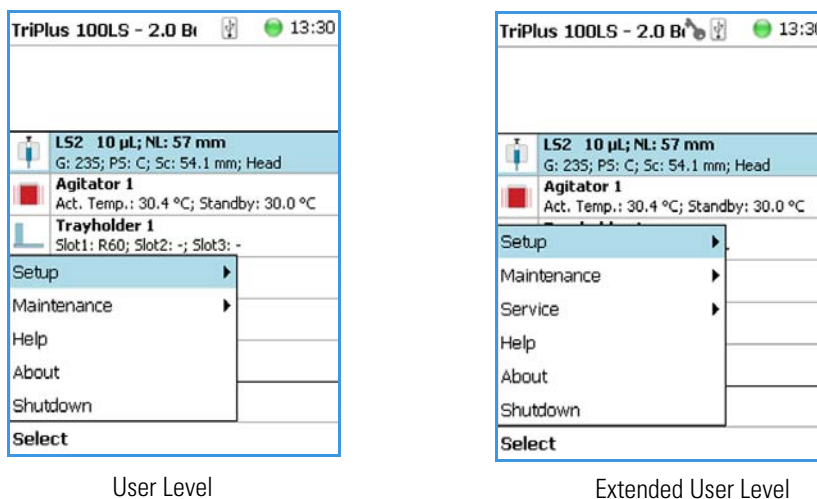 TriPlus 100LS - 2.0 B 13:30
LS2 10 µL; NL: 57 mm
G: 23S; PS: C; Sc: 54.1 mm; Head
Agitator 1
Act. Temp.: 30.4 °C; Standby: 30.0 °C
Trayholder 1
Slot1: R60; Slot2: -; Slot3: -
Setup
Maintenance
Help
About
Shutdown
Select
User Level
TriPlus 100LS - 2.0 B 13:30
LS2 10 µL; NL: 57 mm
G: 23S; PS: C; Sc: 54.1 mm; Head
Agitator 1
Act. Temp.: 30.4 °C; Standby: 30.0 °C
Setup
Maintenance
Service
Help
About
Shutdown
Select
Extended User Level